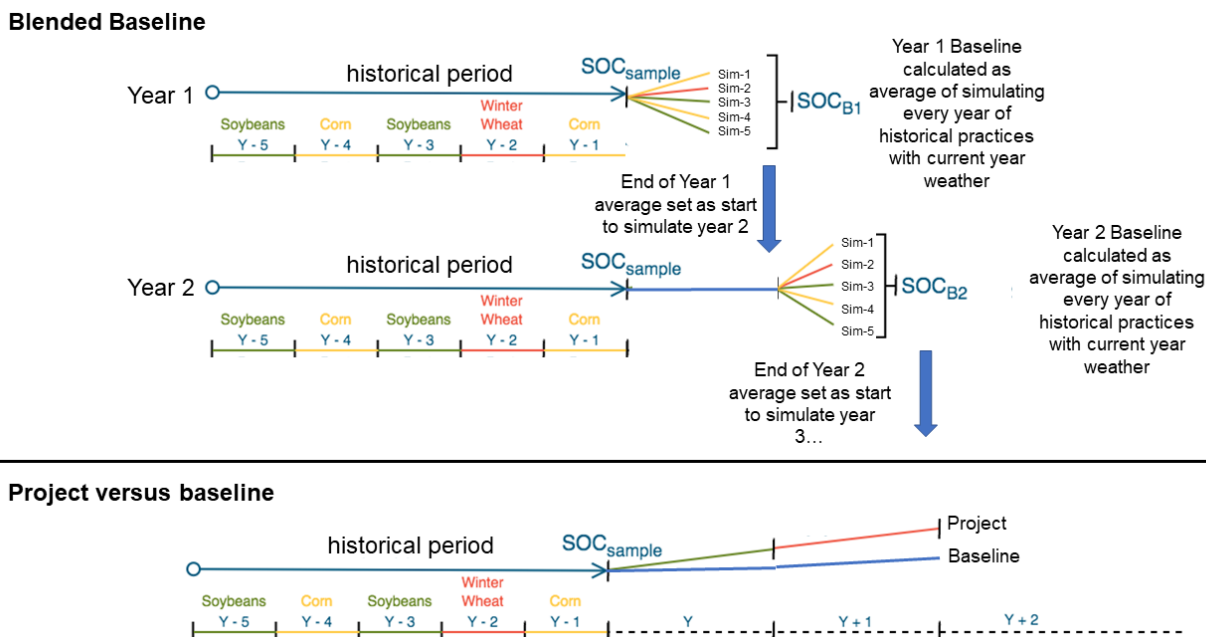 Blended Baseline
Year 1
historical period
SOCsample
Soybeans
Y - 5
Corn
Y - 4
Soybeans
Y - 3
Winter
Wheat
Y - 2
Corn
Y - 1
Sim-1
Sim-2
Sim-3
Sim-4
Sim-5
SOCB1
Year 1 Baseline
calculated as
average of simulating
every year of
historical practices
with current year
weather
End of Year 1
average set as start
to simulate year 2
Year 2
historical period
SOCsample
Soybeans
Y - 5
Corn
Y - 4
Soybeans
Y - 3
Winter
Wheat
Y - 2
Corn
Y - 1
Sim-1
Sim-2
Sim-3
Sim-4
Sim-5
SOCB2
Year 2 Baseline
calculated as
average of simulating
every year of
historical practices
with current year
weather
End of Year 2
average set as start
to simulate year
3...
Project versus baseline
historical period
SOCsample
Project
Baseline
Soybeans
Y - 5
Corn
Y - 4
Soybeans
Y - 3
Winter
Wheat
Y - 2
Corn
Y - 1
Y
Y + 1
Y + 2